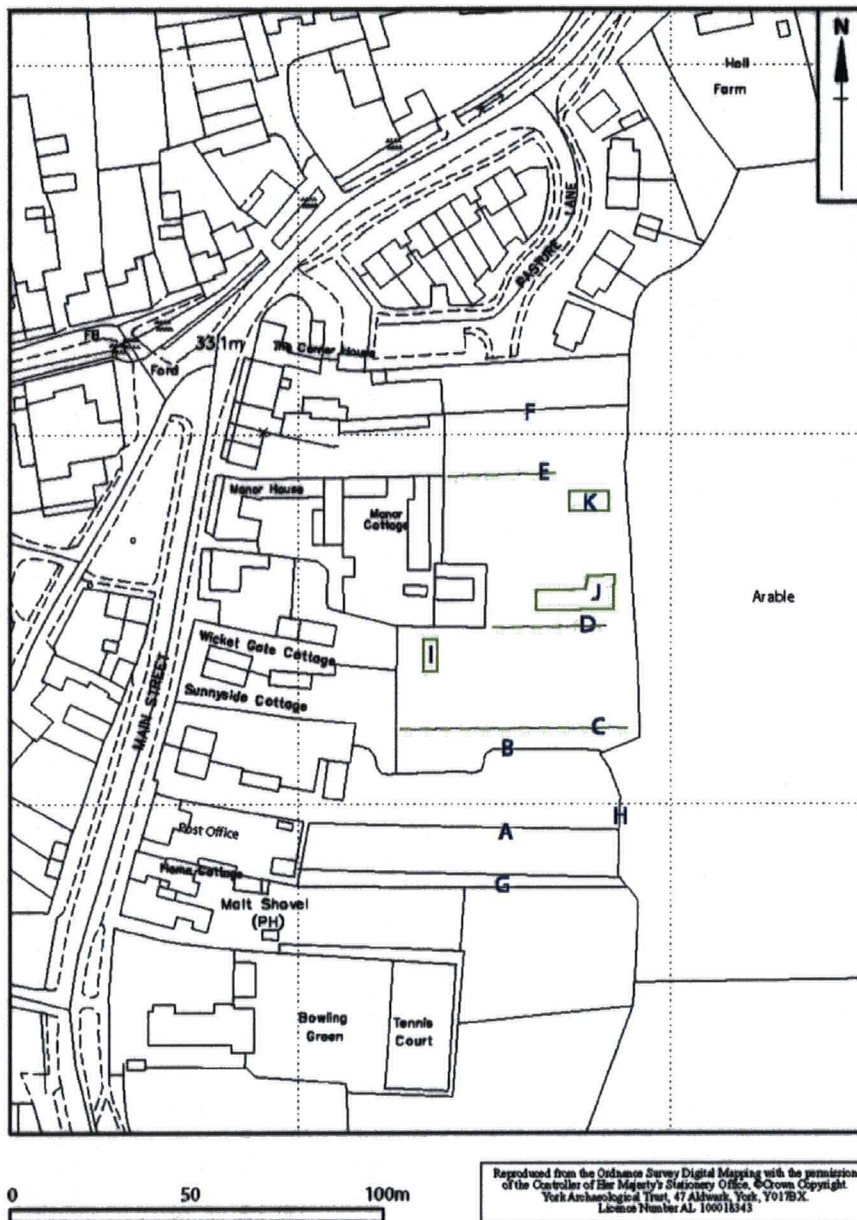 N
Hall
Farm
PASTURE LANE
FB
33.1m
The Corner House
Ford
F
E
Manor House
K
Manor
Cottage
J
Arable
D
Wicket Gate Cottage
I
MAIN STREET
Sunnyside Cottage
C
B
H
Post Office
A
Home Cottage
G
Malt Shovel
(PH)
Bowling
Green
Tennis
Court
0 50 100m
Reproduced from the Ordnance Survey Digital Mapping with the permission
of the Controller of Her Majesty's Stationery Office, ©Crown Copyright.
York Archaeological Trust, 47 Aldwark, York, YO17BX.
Licence Number AL 100018343